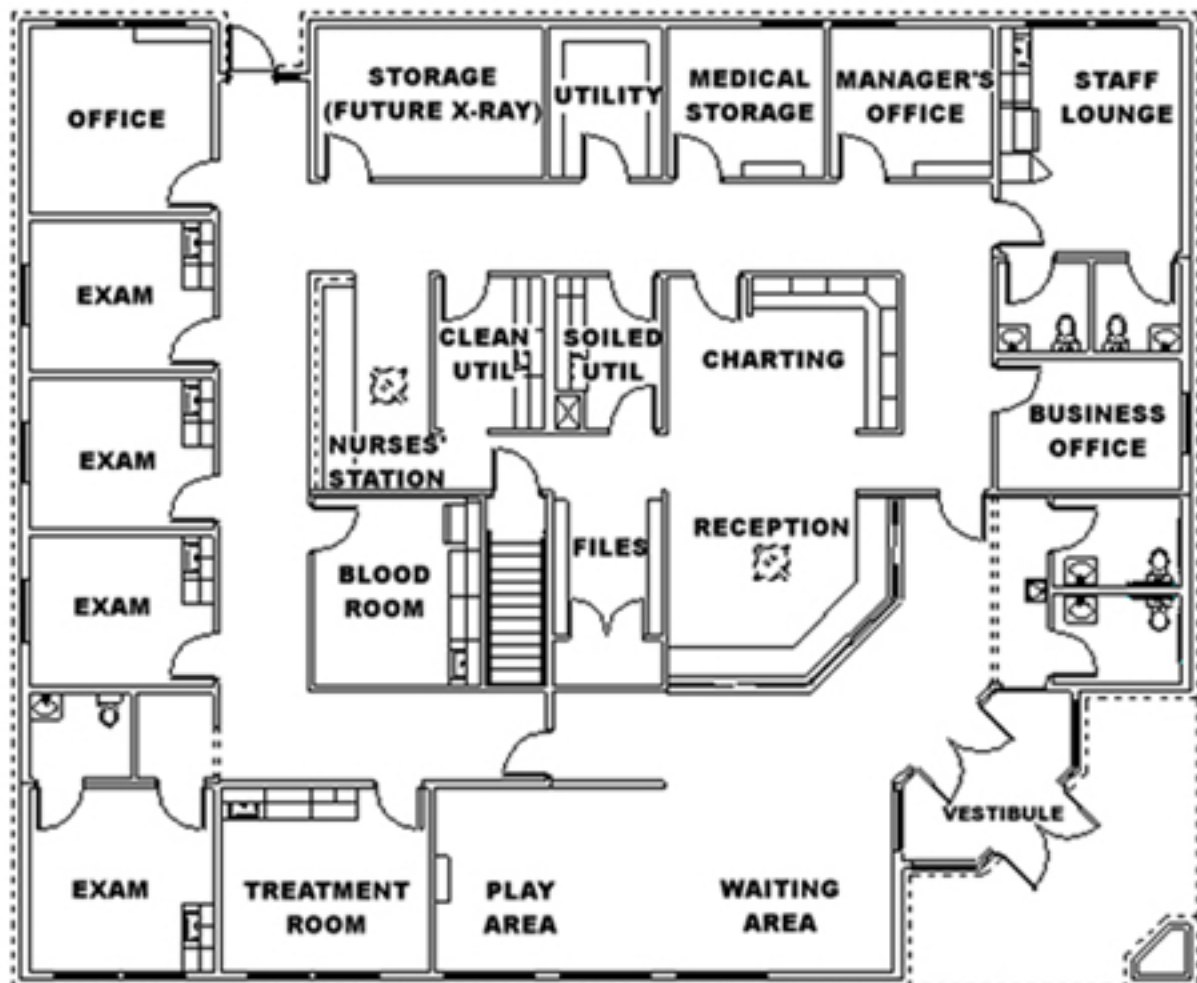 OFFICE
STORAGE
(FUTURE X-RAY)
UTILITY
MEDICAL
STORAGE
MANAGER'S
OFFICE
STAFF
LOUNGE
EXAM
CLEAN
UTIL
SOILED
UTIL
CHARTING
BUSINESS
OFFICE
EXAM
NURSES'
STATION
RECEPTION
FILES
BLOOD
ROOM
EXAM
VESTIBULE
EXAM
TREATMENT
ROOM
PLAY
AREA
WAITING
AREA